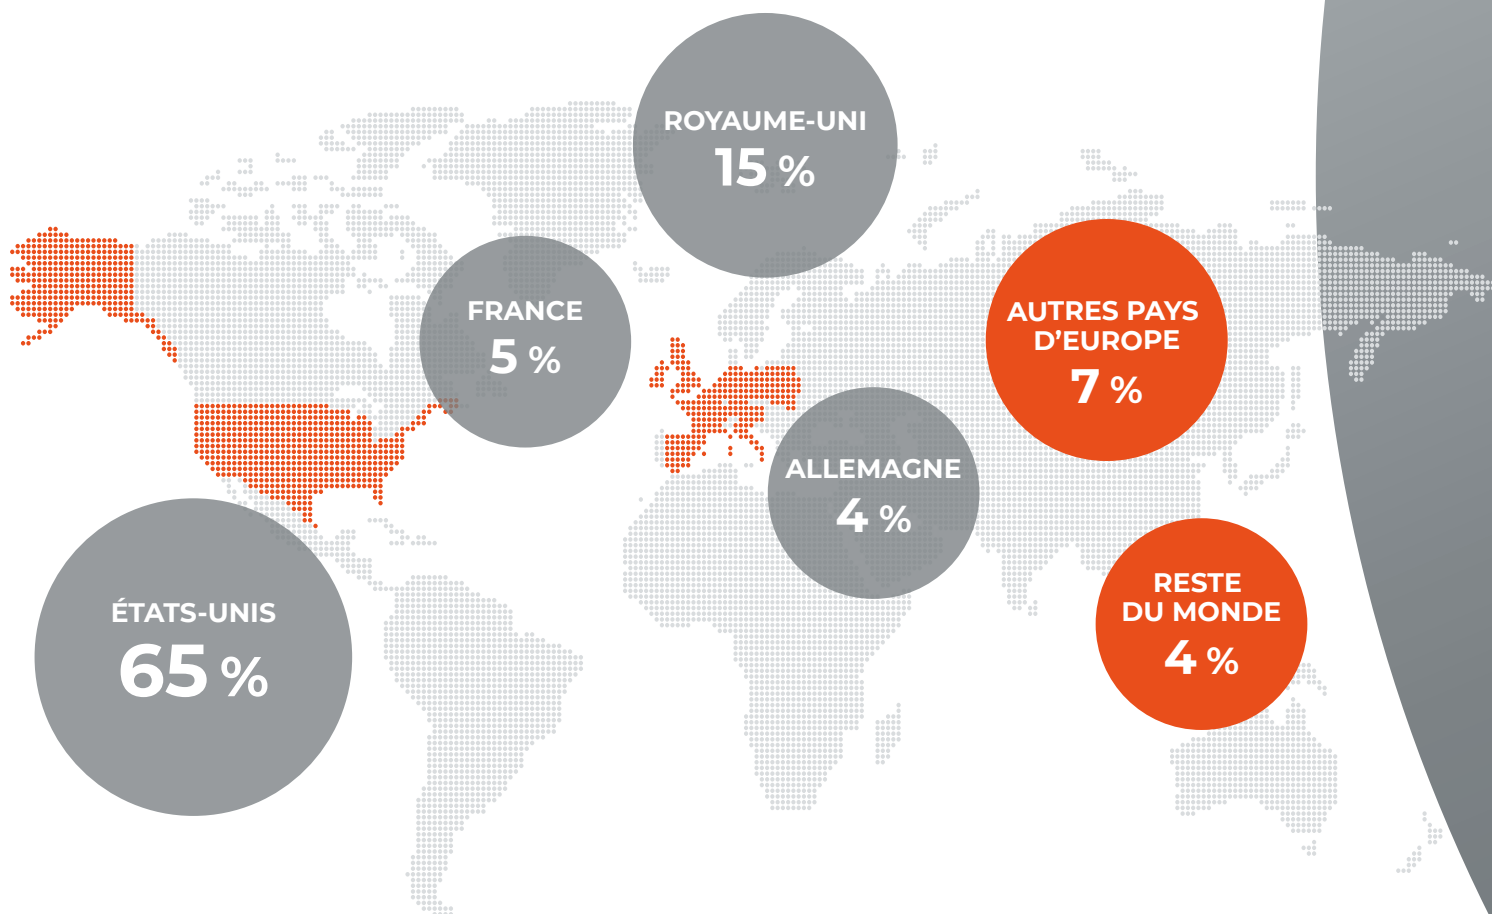 ROYAUME-UNI
15 %
FRANCE
5 %
AUTRES PAYS
D’EUROPE
7 %
ALLEMAGNE
4 %
ÉTATS-UNIS
65 %
RESTE
DU MONDE
4 %